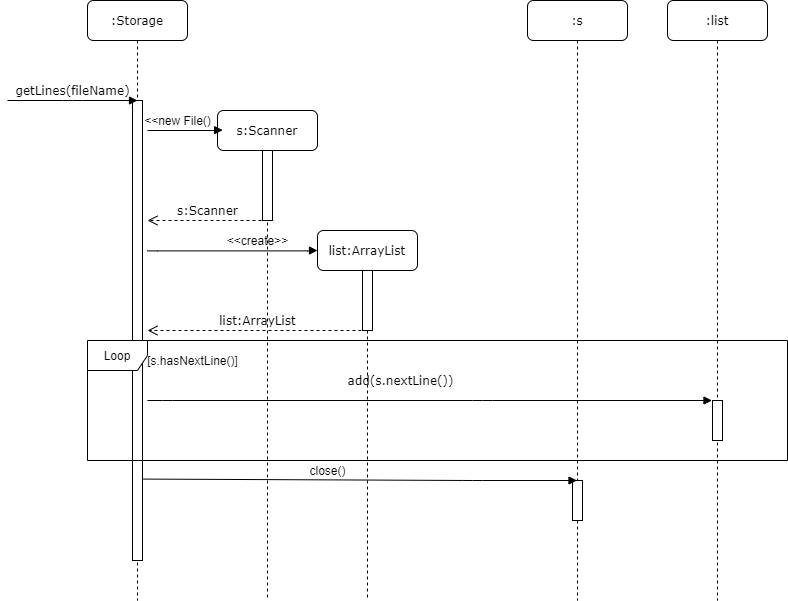 :Storage
:s
:list
getLines(fileName)
<<new File()
s:Scanner
s:Scanner
<<create>>
list:ArrayList
list:ArrayList
Loop
[s.hasNextLine()]
add(s.nextLine())
close()